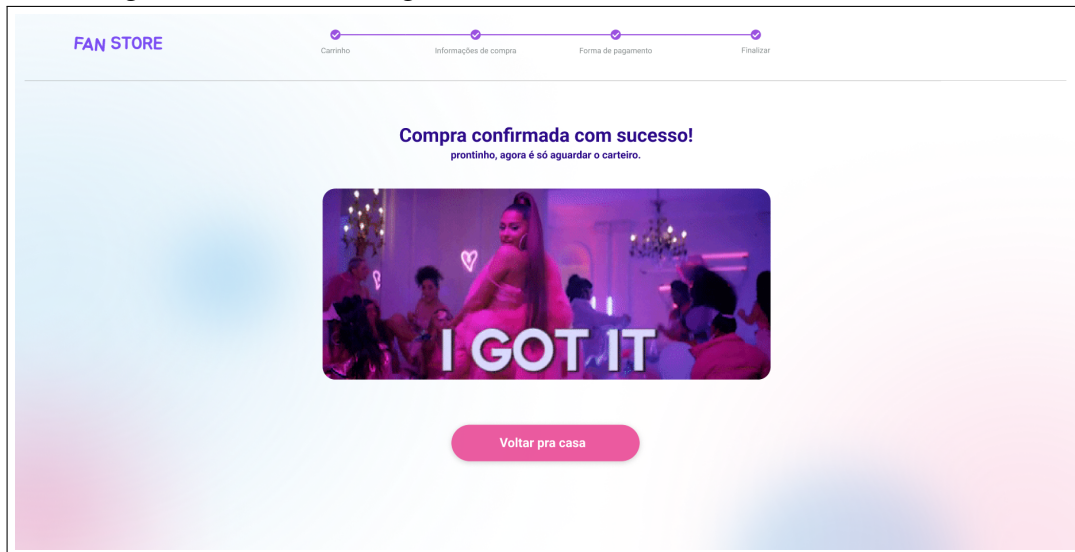 FAN STORE
Carrinho
Informações de compra
Forma de pagamento
Finalizar
Compra confirmada com sucesso!
prontinho, agora é só aguardar o carteiro.
I GOT IT
Voltar pra casa